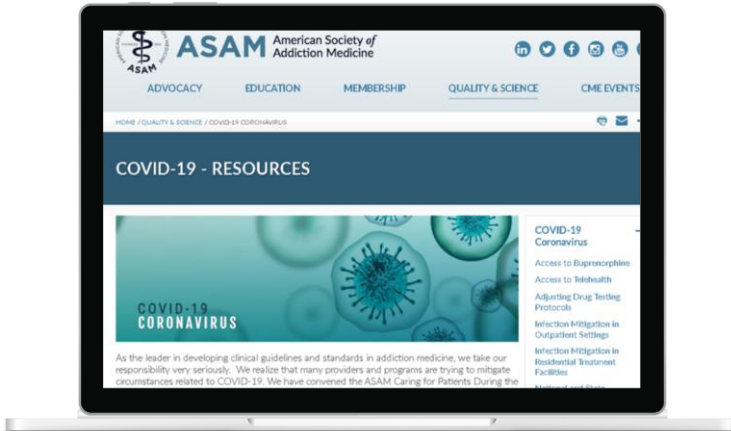 ASAM American Society of
Addiction Medicine
ASAM
ADVOCACY EDUCATION MEMBERSHIP QUALITY & SCIENCE CME EVENTS
HOME / QUALITY & SCIENCE / COVID-19 CORONAVIRUS
COVID-19 - RESOURCES
COVID-19
CORONAVIRUS
As the leader in developing clinical guidelines and standards in addiction medicine, we take our
responsibility very seriously. We realize that many providers and programs are trying to mitigate
circumstances related to COVID-19. We have convened the ASAM Caring for Patients During the
COVID-19
Coronavirus
Access to Buprenorphine
Access to Telehealth
Adjusting Drug Testing
Protocols
Infection Mitigation in
Outpatient Settings
Infection Mitigation in
Residential Treatment
Facilities
National and State